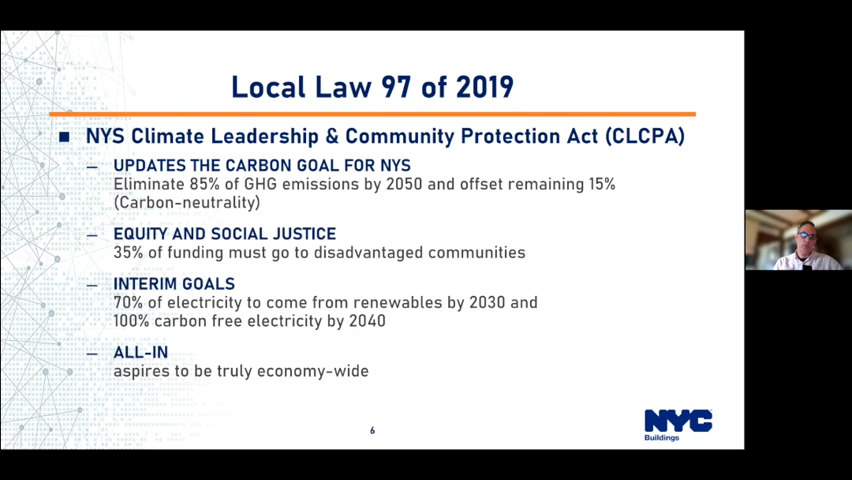 Local Law 97 of 2019
NYS Climate Leadership & Community Protection Act (CLCPA)
– UPDATES THE CARBON GOAL FOR NYS
Eliminate 85% of GHG emissions by 2050 and offset remaining 15%
(Carbon-neutrality)
– EQUITY AND SOCIAL JUSTICE
35% of funding must go to disadvantaged communities
– INTERIM GOALS
70% of electricity to come from renewables by 2030 and
100% carbon free electricity by 2040
– ALL-IN
aspires to be truly economy-wide
6
NYC
Buildings